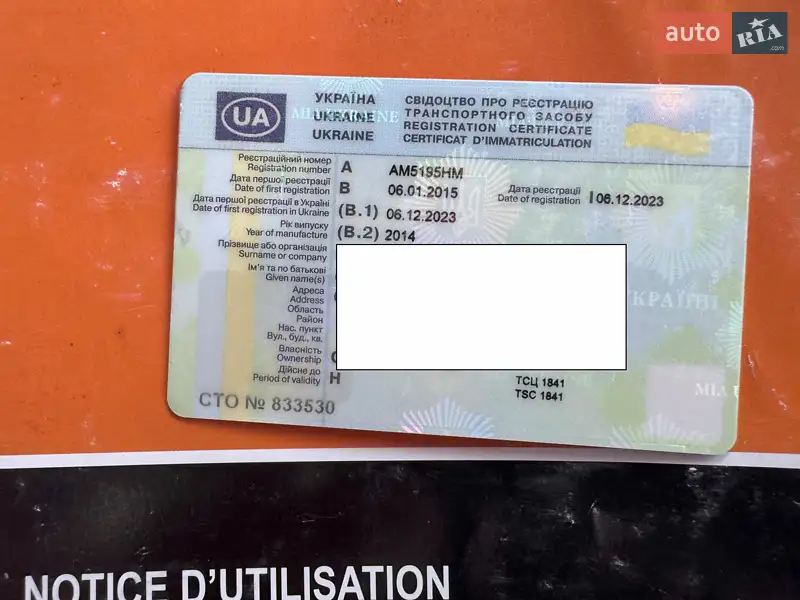 auto RIA .com
UA
УКРАЇНА
UKRAINE
UKRAINE
СВІДОЦТВО ПРО РЕЄСТРАЦІЮ
ТРАНСПОРТНОГО ЗАСОБУ
REGISTRATION CERTIFICATE
CERTIFICAT D'IMMATRICULATION
Реєстраційний номер
Registration number A AM5195HM
Дата першої реєстрації
Date of first registration B 06.01.2015
Дата реєстрації
Date of registration I 06.12.2023
Дата першої реєстрації в Україні
Date of first registration in Ukraine (B.1) 06.12.2023
Рік випуску
Year of manufacture (B.2) 2014
Прізвище або організація
Surname or company
Ім'я та по батькові
Given name(s)
Адреса
Address
Область
Район
Нас. пункт
Вул., буд., кв.
Власність
Ownership
Дійсне до
Period of validity H
ТСЦ 1841
TSC 1841
СТО № 833530
NOTICE D'UTILISATION